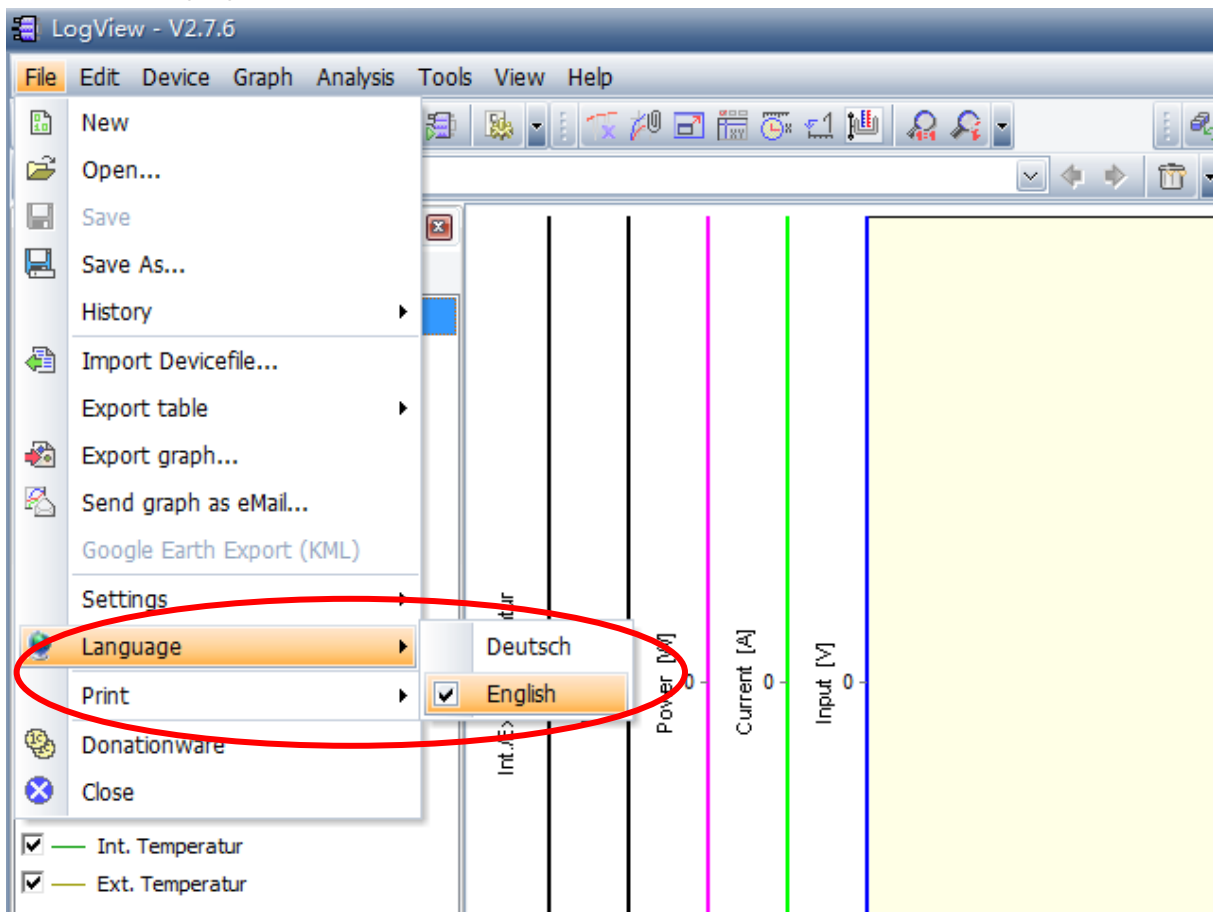 LogView - V2.7.6
File Edit Device Graph Analysis Tools View Help
New
Open...
Save
Save As...
History
Import Devicefile...
Export table
Export graph...
Send graph as eMail...
Google Earth Export (KML)
Settings
Language
Deutsch
Print
English
Donationware
Close
Int. Temperatur
Ext. Temperatur
Power [W]
0
Current [A]
0
Input [V]
0